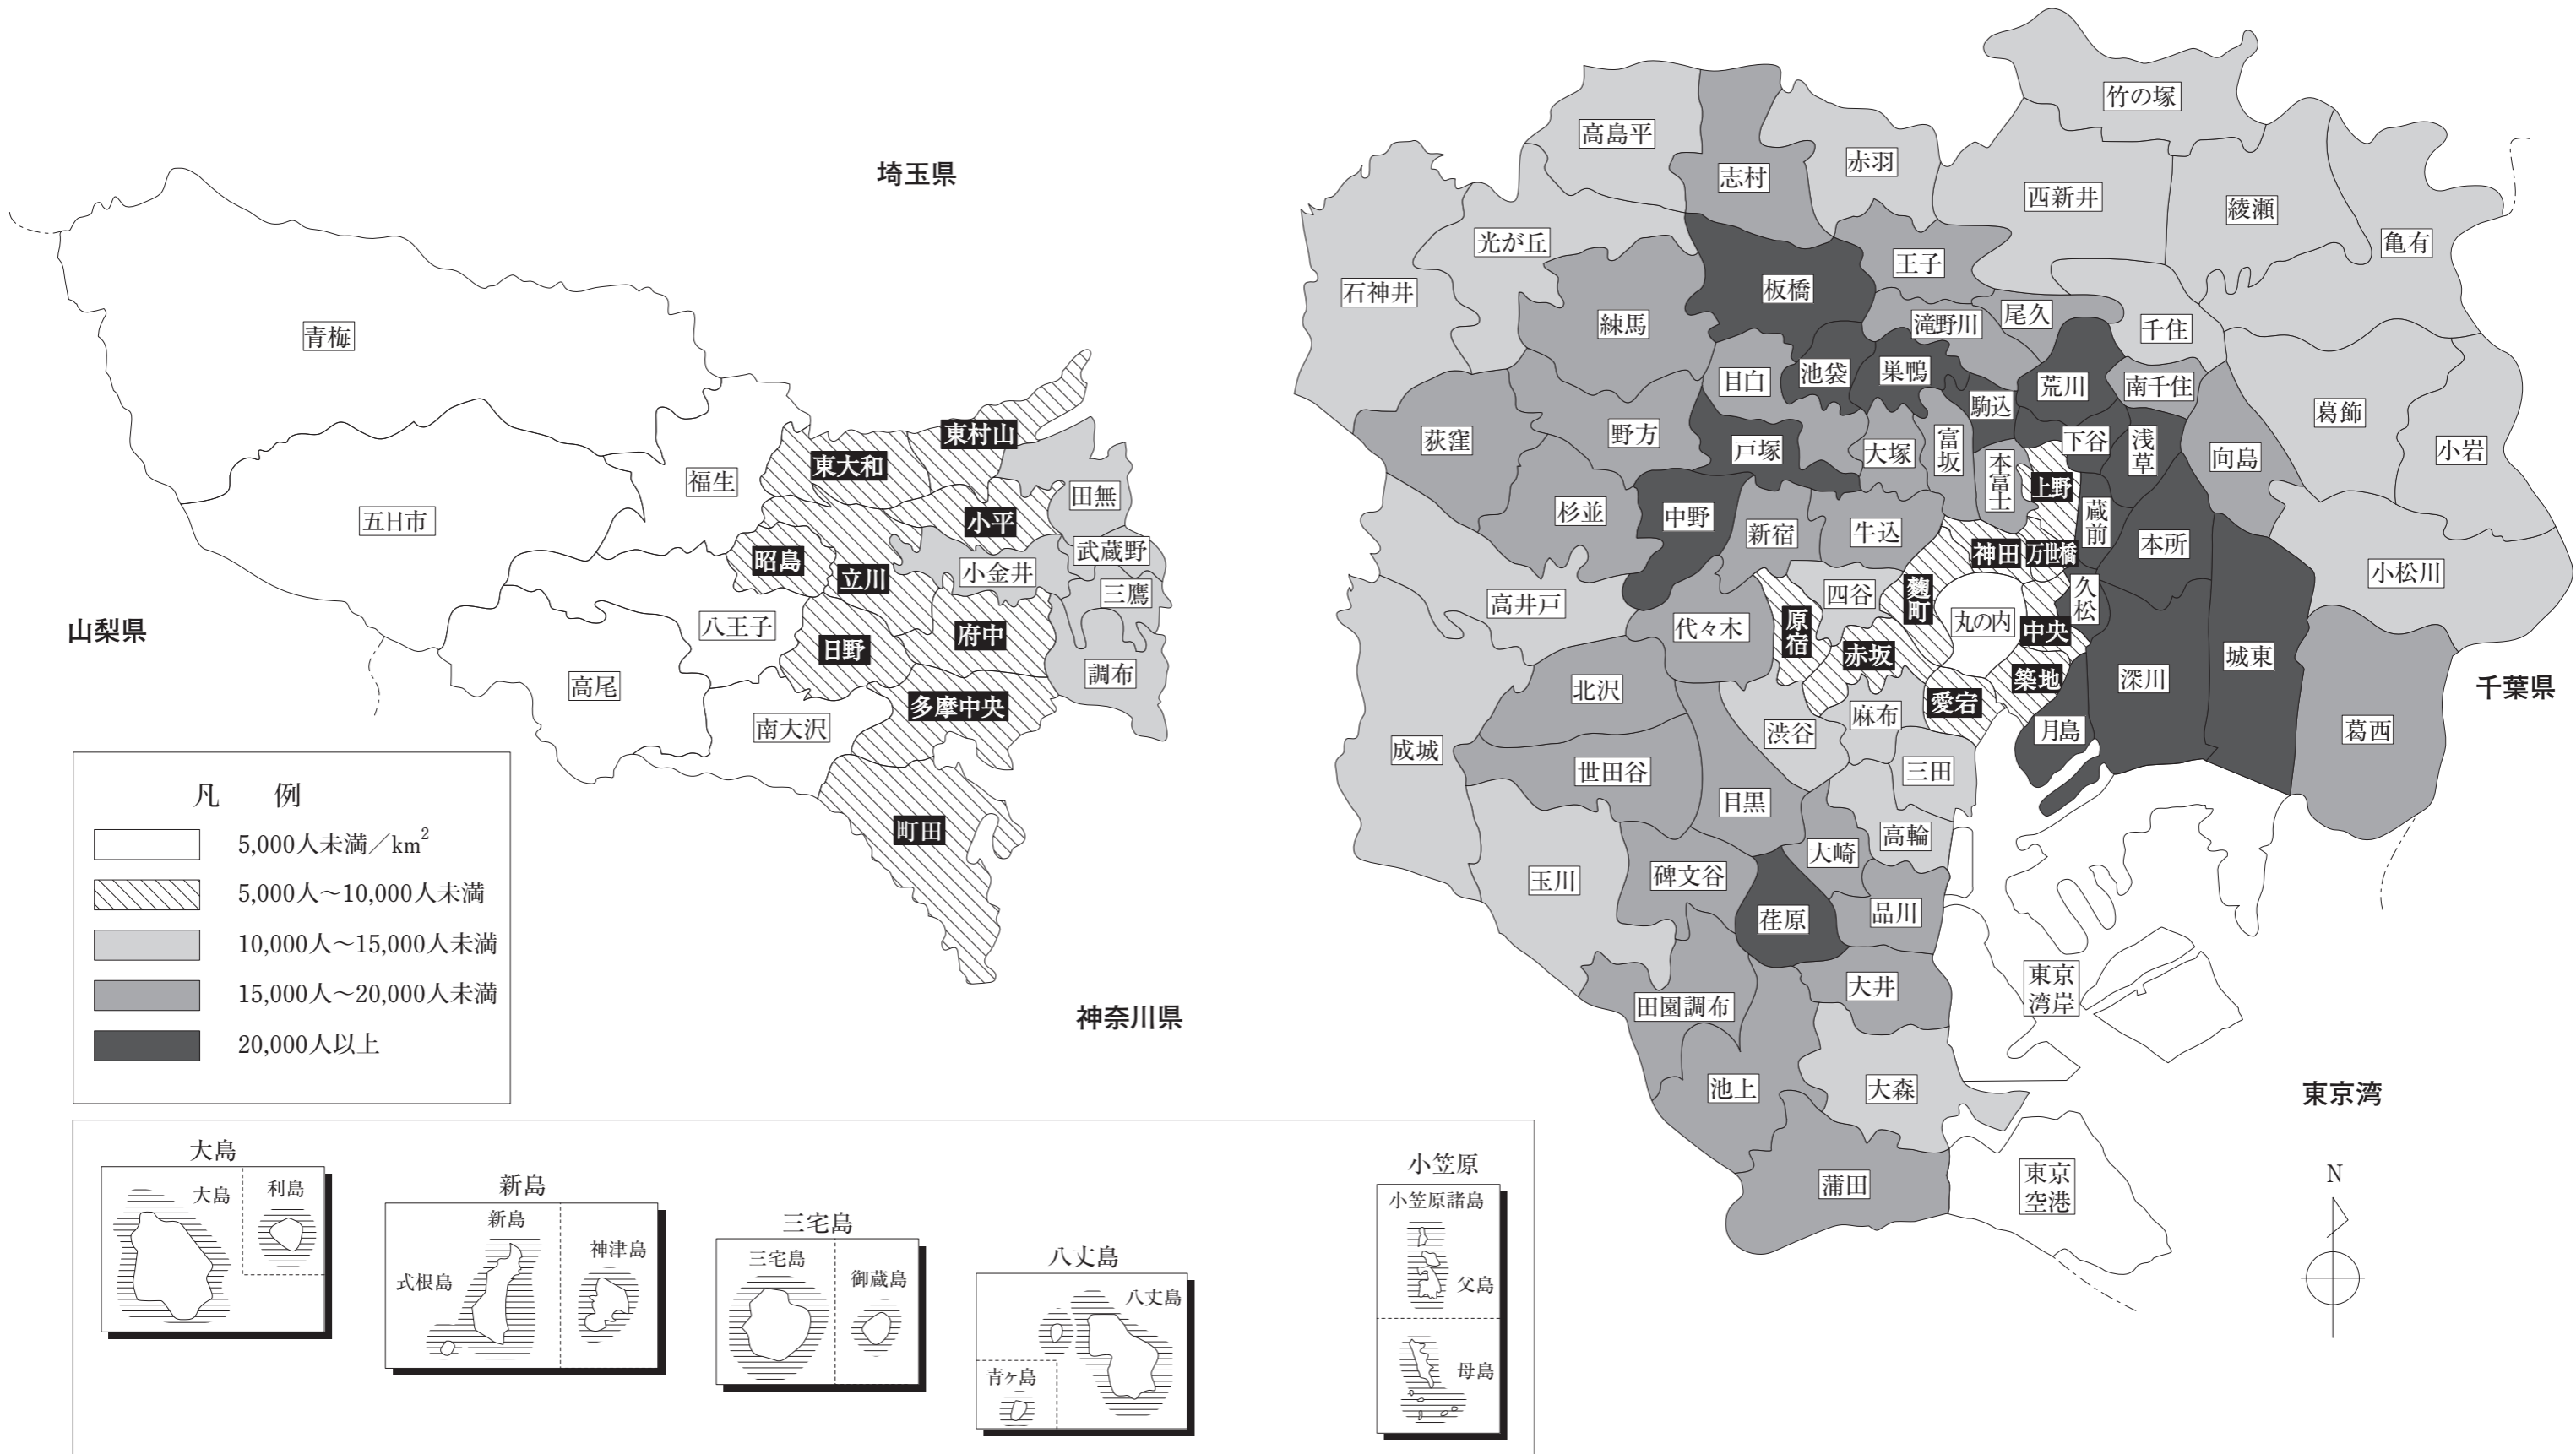 埼玉県
山梨県
神奈川県
千葉県
東京湾
青梅
五日市
福生
八王子
高尾
南大沢
東村山
東大和
小平
昭島
立川
日野
府中
多摩中央
町田
田無
武蔵野
小金井
三鷹
調布
竹の塚
高島平
志村
赤羽
西新井
綾瀬
亀有
光が丘
石神井
板橋
王子
尾久
千住
練馬
滝野川
目白
池袋
巣鴨
荒川
南千住
駒込
葛飾
小岩
荻窪
野方
戸塚
大塚
富坂
本富士
下谷
浅草
向島
上野
蔵前
杉並
中野
新宿
牛込
神田
万世橋
本所
小松川
高井戸
代々木
原宿
四谷
麴町
丸の内
久松
中央
城東
赤坂
築地
深川
北沢
愛宕
渋谷
麻布
月島
葛西
成城
世田谷
目黒
三田
玉川
碑文谷
大崎
高輪
荏原
品川
田園調布
大井
東京
湾岸
池上
大森
蒲田
東京
空港
N
凡　例
5,000人未満／km2
5,000人～10,000人未満
10,000人～15,000人未満
15,000人～20,000人未満
20,000人以上
大島
大島
利島
新島
新島
式根島
神津島
三宅島
三宅島
御蔵島
八丈島
八丈島
青ヶ島
小笠原
小笠原諸島
父島
母島